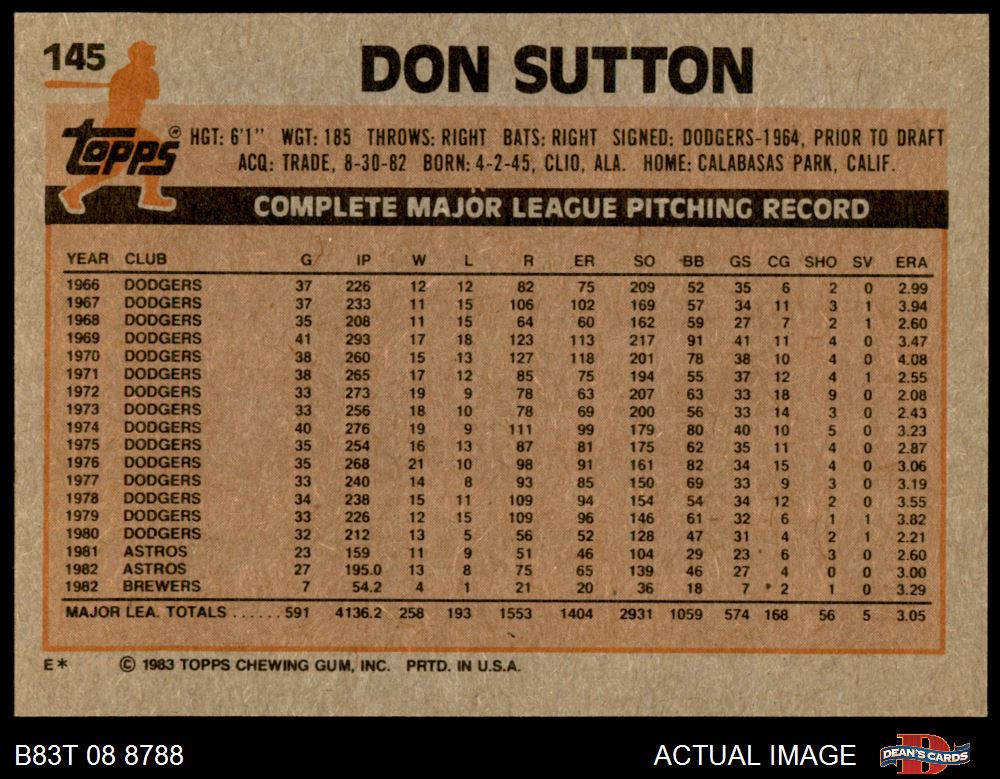 145
DON SUTTON
topps ® HGT: 6'1" WGT: 185 THROWS: RIGHT BATS: RIGHT SIGNED: DODGERS-1964, PRIOR TO DRAFT
ACQ: TRADE, 8-30-82 BORN: 4-2-45, CLIO, ALA. HOME: CALABASAS PARK, CALIF.
COMPLETE MAJOR LEAGUE PITCHING RECORD
YEAR CLUB G IP W L R ER SO BB GS CG SHO SV ERA
1966 DODGERS 37 226 12 12 82 75 209 52 35 6 2 0 2.99
1967 DODGERS 37 233 11 15 106 102 169 57 34 11 3 1 3.94
1968 DODGERS 35 208 11 15 64 60 162 59 27 7 2 1 2.60
1969 DODGERS 41 293 17 18 123 113 217 91 41 11 4 0 3.47
1970 DODGERS 38 260 15 13 127 118 201 78 38 10 4 0 4.08
1971 DODGERS 38 265 17 12 85 75 194 55 37 12 4 1 2.55
1972 DODGERS 33 273 19 9 78 63 207 63 33 18 9 0 2.08
1973 DODGERS 33 256 18 10 78 69 200 56 33 14 3 0 2.43
1974 DODGERS 40 276 19 9 111 99 179 80 40 10 5 0 3.23
1975 DODGERS 35 254 16 13 87 81 175 62 35 11 4 0 2.87
1976 DODGERS 35 268 21 10 98 91 161 82 34 15 4 0 3.06
1977 DODGERS 33 240 14 8 93 85 150 69 33 9 3 0 3.19
1978 DODGERS 34 238 15 11 109 94 154 54 34 12 2 0 3.55
1979 DODGERS 33 226 12 15 109 96 146 61 32 6 1 1 3.82
1980 DODGERS 32 212 13 5 56 52 128 47 31 4 2 1 2.21
1981 ASTROS 23 159 11 9 51 46 104 29 23 6 3 0 2.60
1982 ASTROS 27 195.0 13 8 75 65 139 46 27 4 0 0 3.00
1982 BREWERS 7 54.2 4 1 21 20 36 18 7 2 1 0 3.29
MAJOR LEA. TOTALS ...... 591 4136.2 258 193 1553 1404 2931 1059 574 168 56 5 3.05
E* © 1983 TOPPS CHEWING GUM, INC. PRTD. IN U.S.A.
B83T 08 8788 ACTUAL IMAGE DEAN'S CARDS